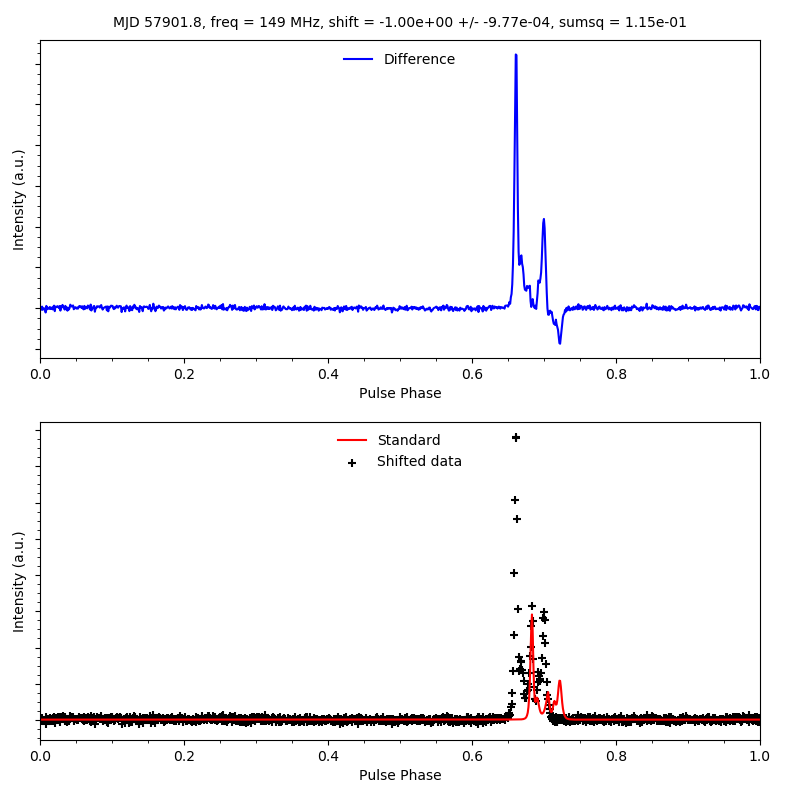 MJD 57901.8, freq = 149 MHz, shift = -1.00e+00 +/- -9.77e-04, sumsq = 1.15e-01
Difference
Intensity (a.u.)
0.0 0.2 0.4 0.6 0.8 1.0
Pulse Phase
Standard
Shifted data
Intensity (a.u.)
0.0 0.2 0.4 0.6 0.8 1.0
Pulse Phase